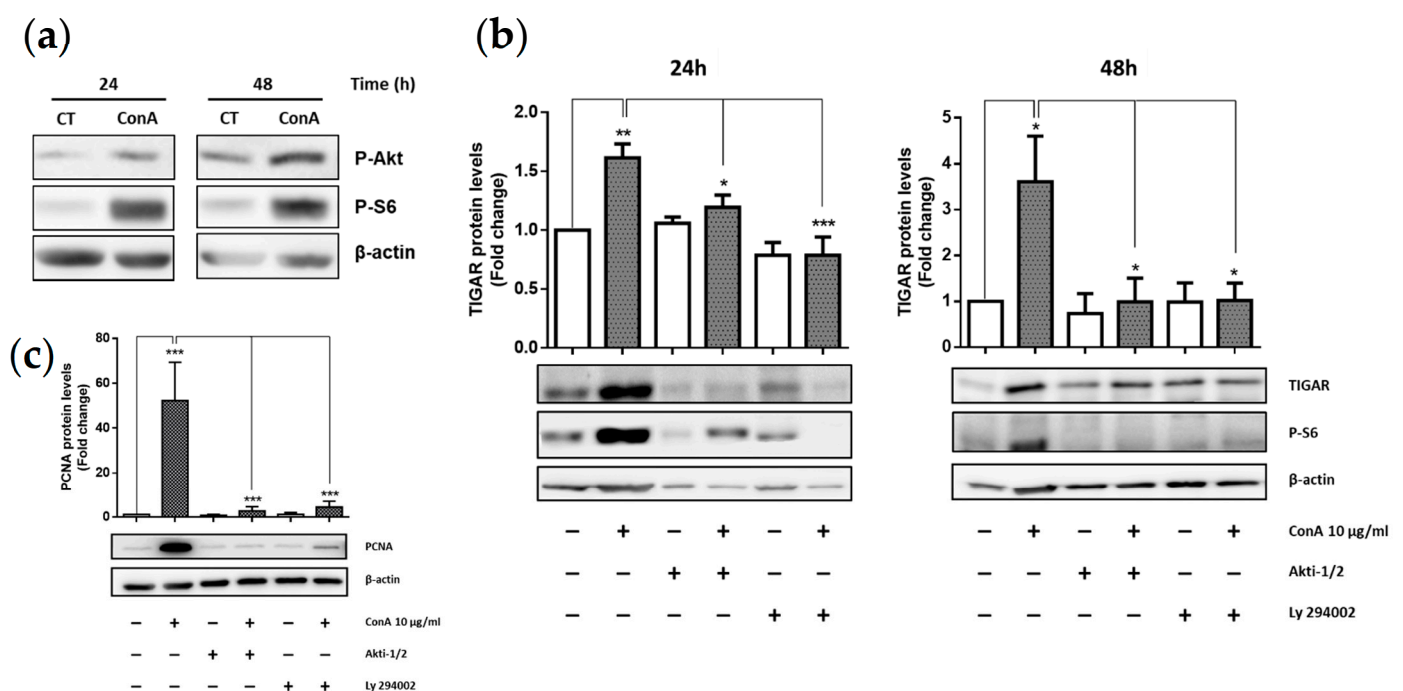 (a)
24 48 Time (h)
CT ConA CT ConA
P-Akt
P-S6
β-actin
(b)
24h
TIGAR protein levels
(Fold change)
2.0
1.5
1.0
0.5
0.0
**
*
***
48h
TIGAR protein levels
(Fold change)
5
4
3
2
1
0
*
*
*
TIGAR
P-S6
β-actin
− + − + − + − + − + − + ConA 10 µg/ml
− − + + − − − − + + − − Akti-1/2
− − − − + + − − − − + + Ly 294002
(c)
PCNA protein levels
(Fold change)
80
60
40
20
0
***
***
***
PCNA
β-actin
− + − + − + ConA 10 µg/ml
− − + + − − Akti-1/2
− − − − + + Ly 294002